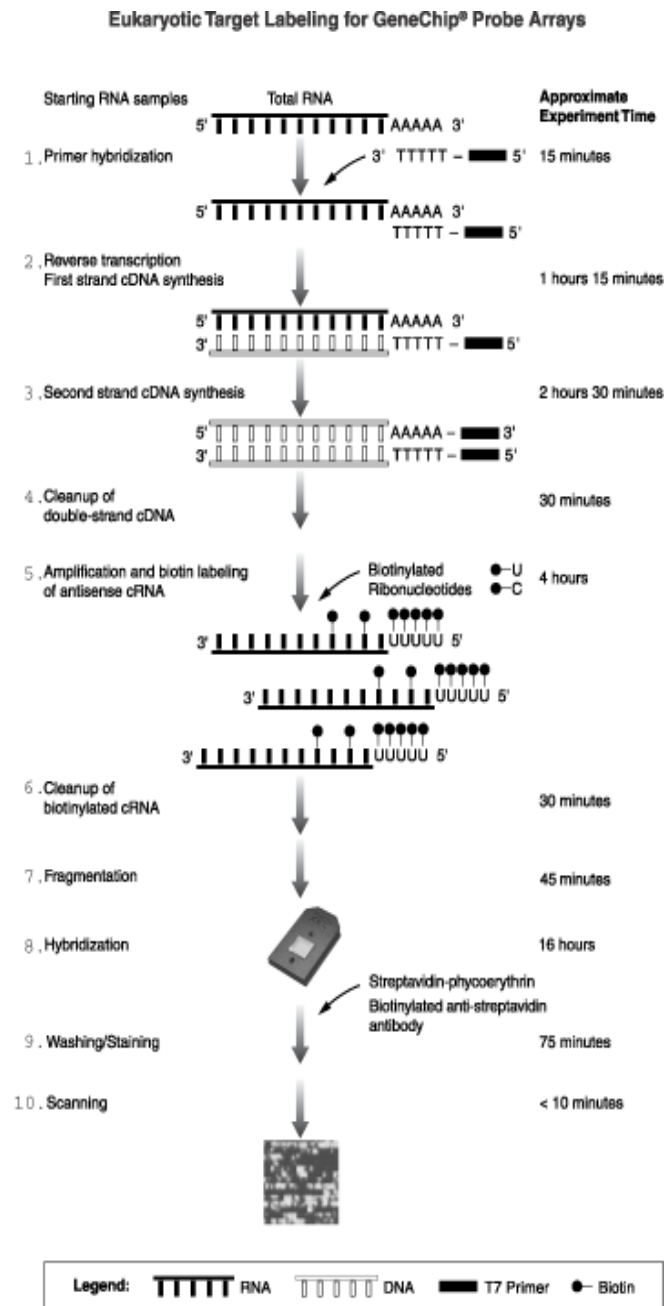 Eukaryotic Target Labeling for GeneChip® Probe Arrays
Starting RNA samples
Total RNA
Approximate
Experiment Time
5' AAAAA 3'
1. Primer hybridization
3' TTTTT – 5'
15 minutes
5' AAAAA 3'
TTTTT – 5'
2. Reverse transcription
First strand cDNA synthesis
1 hours 15 minutes
5' AAAAA 3'
3' TTTTT – 5'
3. Second strand cDNA synthesis
2 hours 30 minutes
5' AAAAA – 3'
3' TTTTT – 5'
4. Cleanup of
double-strand cDNA
30 minutes
5. Amplification and biotin labeling
of antisense cRNA
Biotinylated
Ribonucleotides
U
C
4 hours
3' UUUUU 5'
3' UUUUU 5'
3' UUUUU 5'
6. Cleanup of
biotinylated cRNA
30 minutes
7. Fragmentation
45 minutes
8. Hybridization
16 hours
Streptavidin-phycoerythrin
Biotinylated anti-streptavidin
antibody
9. Washing/Staining
75 minutes
10. Scanning
< 10 minutes
Legend: RNA DNA T7 Primer Biotin